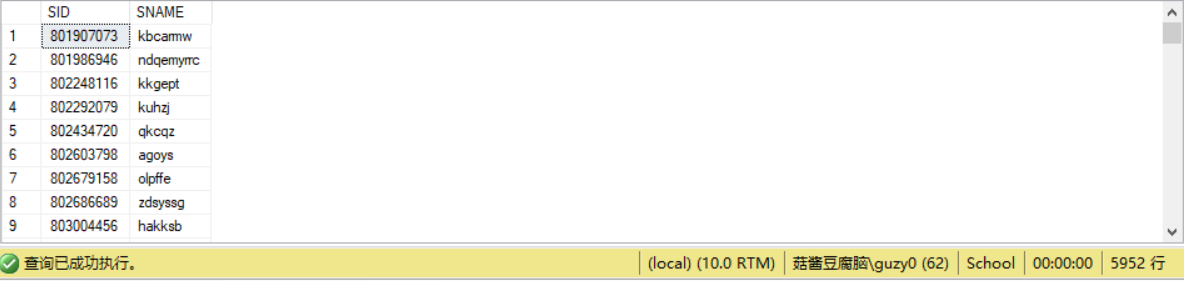 SID SNAME
1 801907073 kbcarmw
2 801986946 ndqemyrrc
3 802248116 kkgept
4 802292079 kuhzj
5 802434720 qkcqz
6 802603798 agoys
7 802679158 olpffe
8 802686689 zdsyssg
9 803004456 hakksb
查询已成功执行。 (local) (10.0 RTM) 菇酱豆腐脑\guzy0 (62) School 00:00:00 5952 行